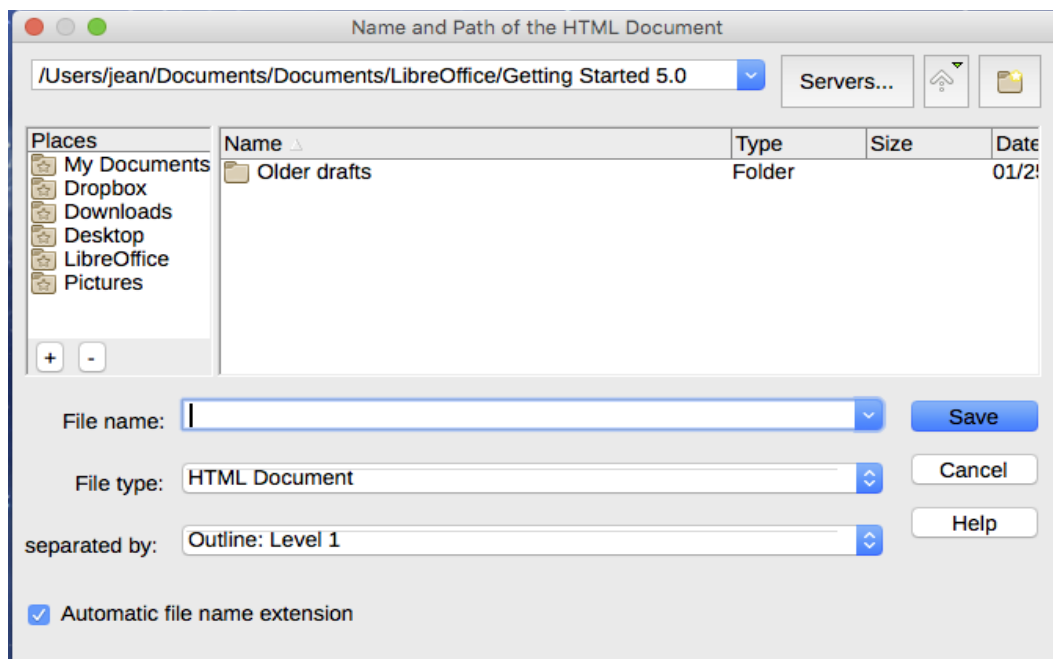 Name and Path of the HTML Document
/Users/jean/Documents/Documents/LibreOffice/Getting Started 5.0
Servers...
Places
Name Type Size Date
My Documents
Older drafts Folder 01/25
Dropbox
Downloads
Desktop
LibreOffice
Pictures
+ -
File name:
Save
File type: HTML Document
Cancel
separated by: Outline: Level 1
Help
Automatic file name extension